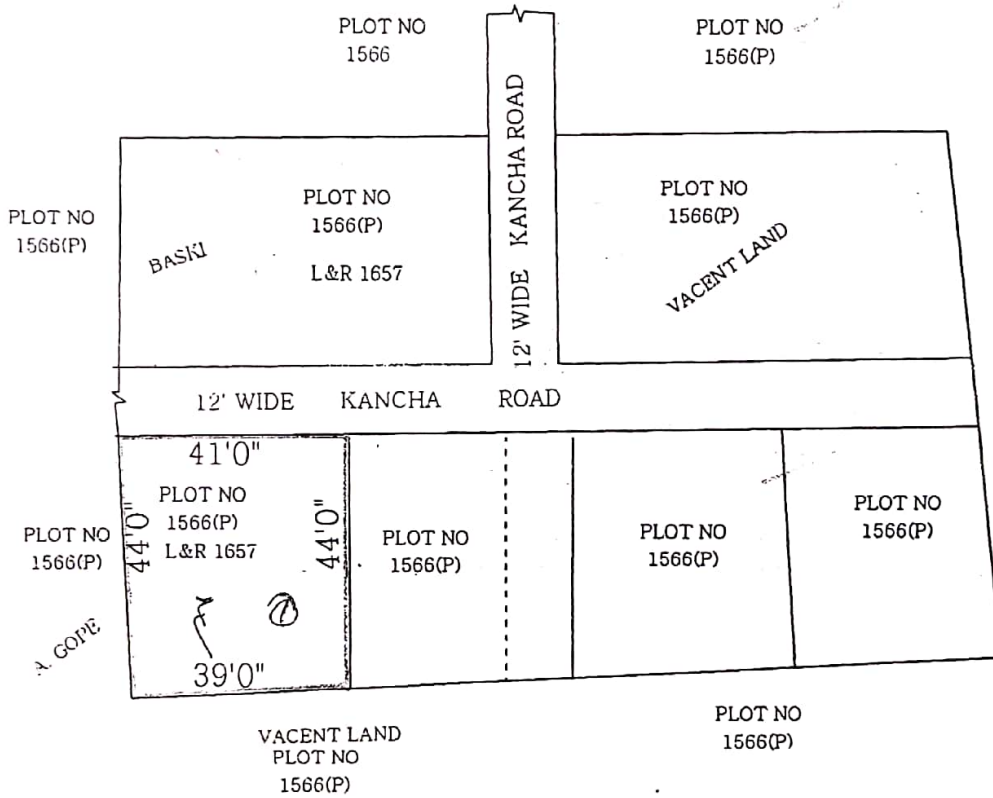 PLOT NO
1566
PLOT NO
1566(P)
12' WIDE KANCHA ROAD
PLOT NO
1566(P)
BASKI
PLOT NO
1566(P)
L&R 1657
PLOT NO
1566(P)
VACENT LAND
12' WIDE KANCHA ROAD
41'0"
PLOT NO
1566(P)
L&R 1657
44'0"
44'0"
39'0"
PLOT NO
1566(P)
A. GOPE
PLOT NO
1566(P)
PLOT NO
1566(P)
PLOT NO
1566(P)
VACENT LAND
PLOT NO
1566(P)
PLOT NO
1566(P)